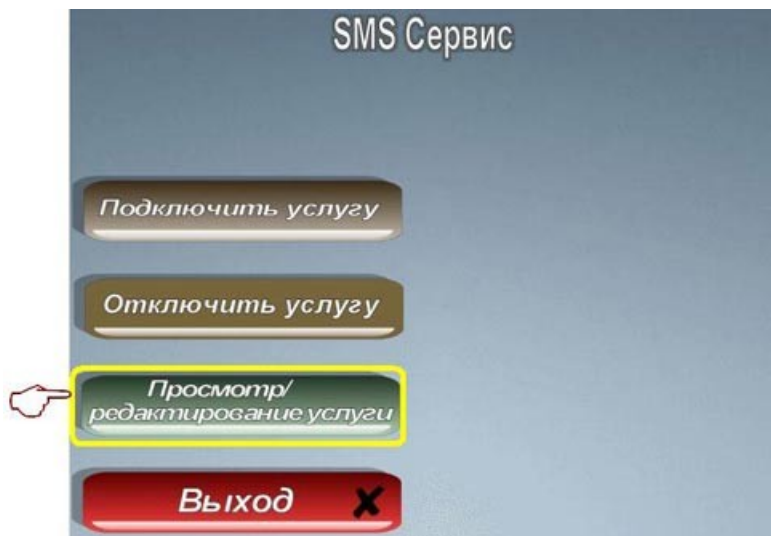 SMS Сервис
Подключить услугу
Отключить услугу
Просмотр/
редактирование услуги
Выход